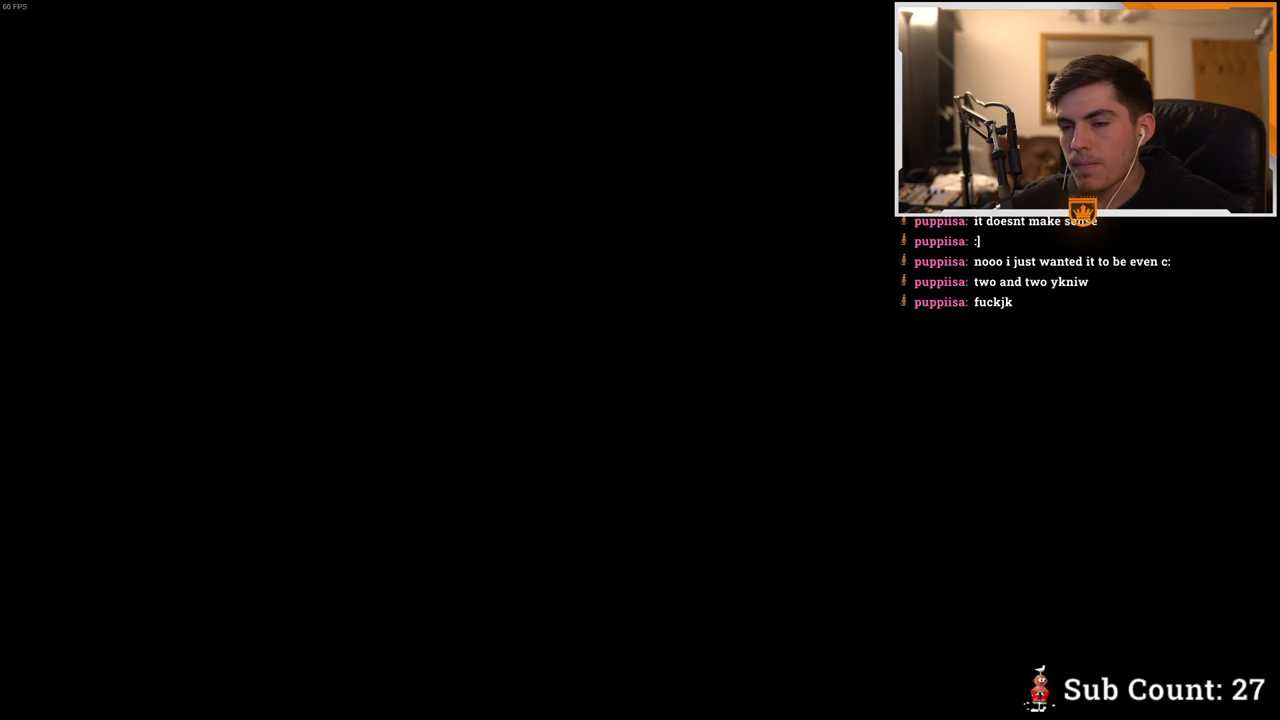 60 FPS
puppiisa: it doesnt make sense
puppiisa: :]
puppiisa: nooo i just wanted it to be even c:
puppiisa: two and two ykniw
puppiisa: fuckjk
Sub Count: 27